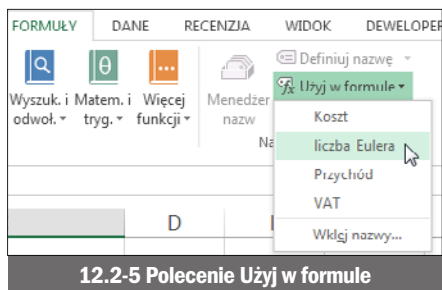 FORMUŁY DANE RECENZJA WIDOK DEWELOPER
Definiuj nazwę
Użyj w formule
Wyszuk. i odwoł.
Matem. i tryg.
Więcej funkcji
Menedżer nazw
Na
Koszt
liczba Eulera
Przychód
VAT
Wklej nazwy...
D
12.2-5 Polecenie Użyj w formule